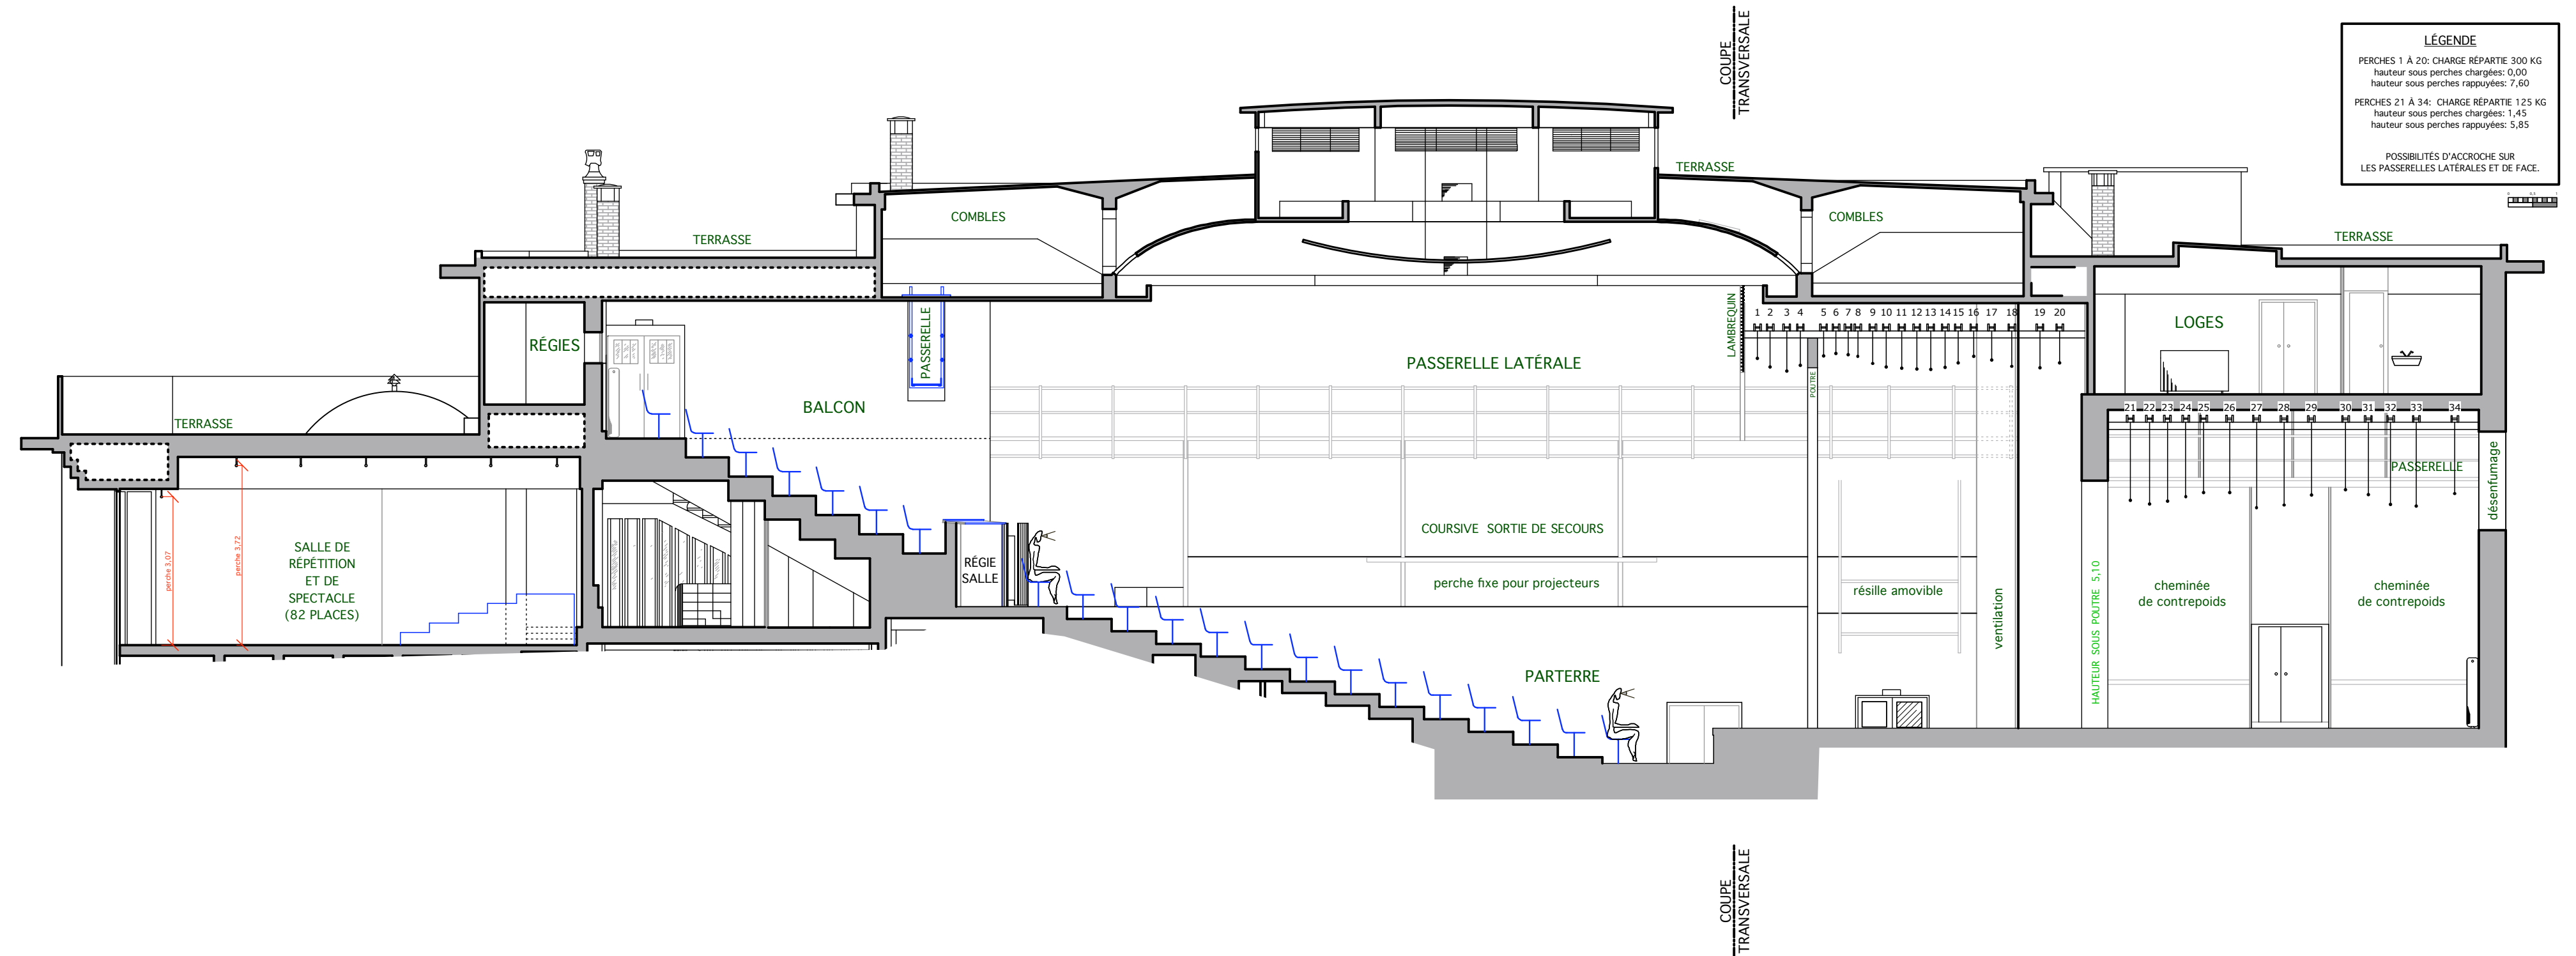 COUPE
TRANSVERSALE
LÉGENDE
PERCHES 1 À 20: CHARGE RÉPARTIE 300 KG
hauteur sous perches chargées: 0,00
hauteur sous perches rappuyées: 7,60
PERCHES 21 À 34: CHARGE RÉPARTIE 125 KG
hauteur sous perches chargées: 1,45
hauteur sous perches rappuyées: 5,85
POSSIBILITÉS D'ACCROCHE SUR
LES PASSERELLES LATÉRALES ET DE FACE.
0 0.5 1
TERRASSE
COMBLES
COMBLES
TERRASSE
TERRASSE
LAMBREQUIN
1 2 3 4 5 6 7 8 9 10 11 12 13 14 15 16 17 18 19 20
LOGES
RÉGIES
PASSERELLE
PASSERELLE LATÉRALE
POUTRE
BALCON
TERRASSE
21 22 23 24 25 26 27 28 29 30 31 32 33 34
PASSERELLE
désenfumage
COURSIVE SORTIE DE SECOURS
perche 3,07
perche 3,72
SALLE DE
RÉPÉTITION
ET DE
SPECTACLE
(82 PLACES)
RÉGIE
SALLE
perche fixe pour projecteurs
résille amovible
ventilation
HAUTEUR SOUS POUTRE 5,10
cheminée
de contrepoids
cheminée
de contrepoids
PARTERRE
COUPE
TRANSVERSALE